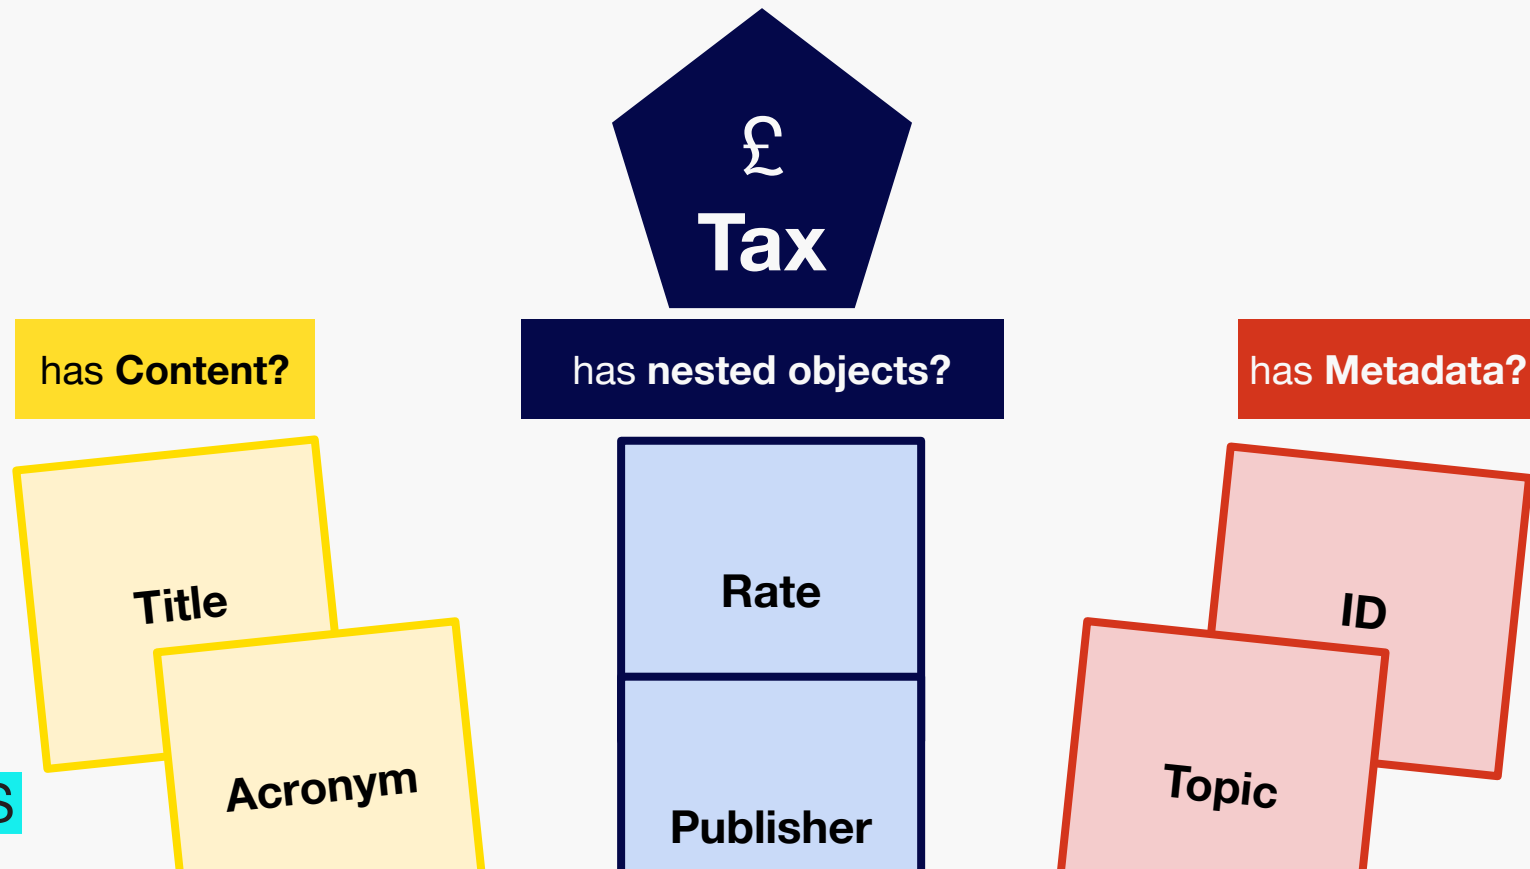 £
Tax
has Content?
has nested objects?
has Metadata?
Title
Rate
ID
Acronym
Publisher
Topic
S